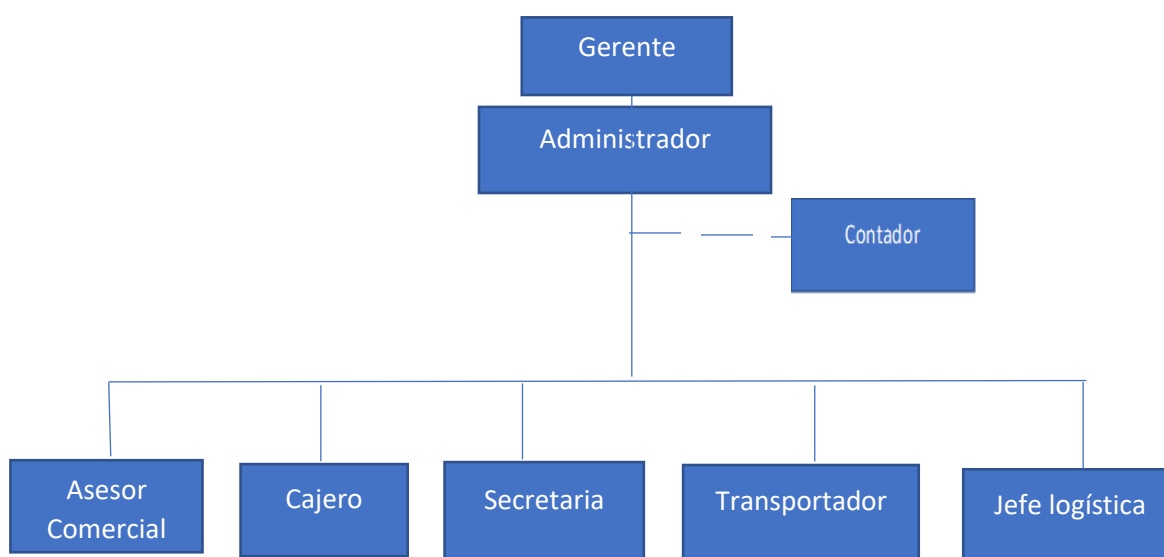 Gerente
Administrador
Contador
Asesor
Comercial
Cajero
Secretaria
Transportador
Jefe logística